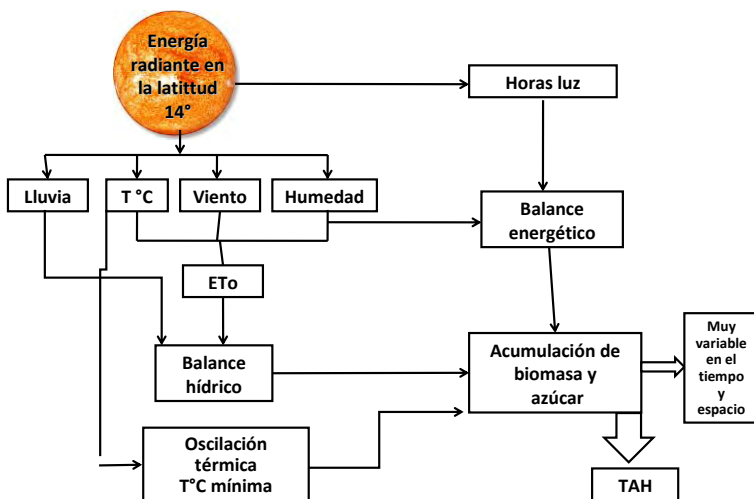 Energía
radiante en
la latittud
14°
Horas luz
Lluvia
T °C
Viento
Humedad
Balance
energético
ETo
Balance
hídrico
Acumulación de
biomasa y
azúcar
Muy
variable
en el
tiempo
y
espacio
Oscilación
térmica
T°C mínima
TAH